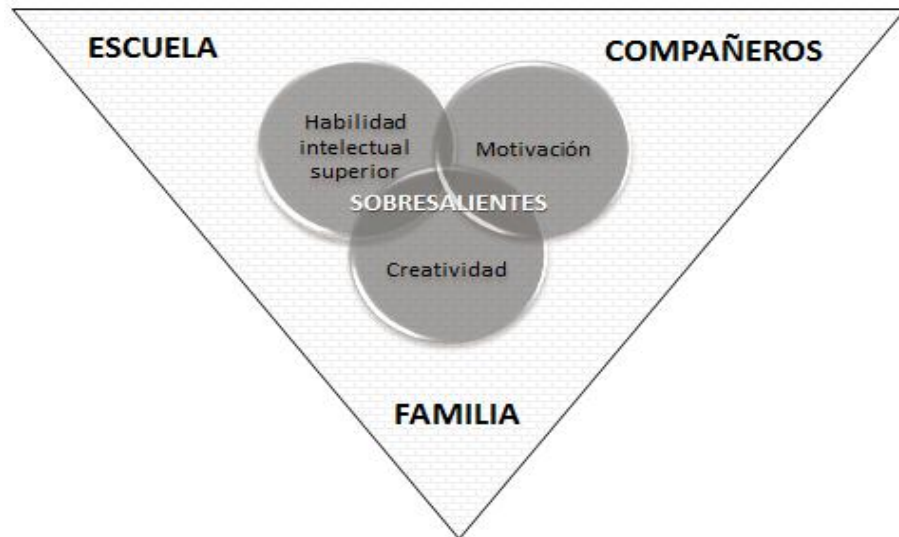 ESCUELA
COMPAÑEROS
Habilidad
intelectual
superior
Motivación
SOBRESALIENTES
Creatividad
FAMILIA